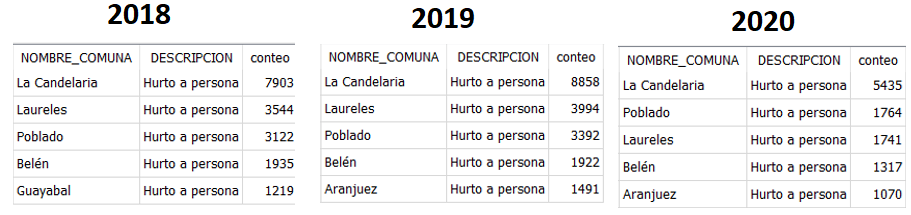 2018
NOMBRE_COMUNA DESCRIPCION conteo
La Candelaria Hurto a persona 7903
Laureles Hurto a persona 3544
Poblado Hurto a persona 3122
Belén Hurto a persona 1935
Guayabal Hurto a persona 1219
2019
NOMBRE_COMUNA DESCRIPCION conteo
La Candelaria Hurto a persona 8858
Laureles Hurto a persona 3994
Poblado Hurto a persona 3392
Belén Hurto a persona 1922
Aranjuez Hurto a persona 1491
2020
NOMBRE_COMUNA DESCRIPCION conteo
La Candelaria Hurto a persona 5435
Poblado Hurto a persona 1764
Laureles Hurto a persona 1741
Belén Hurto a persona 1317
Aranjuez Hurto a persona 1070